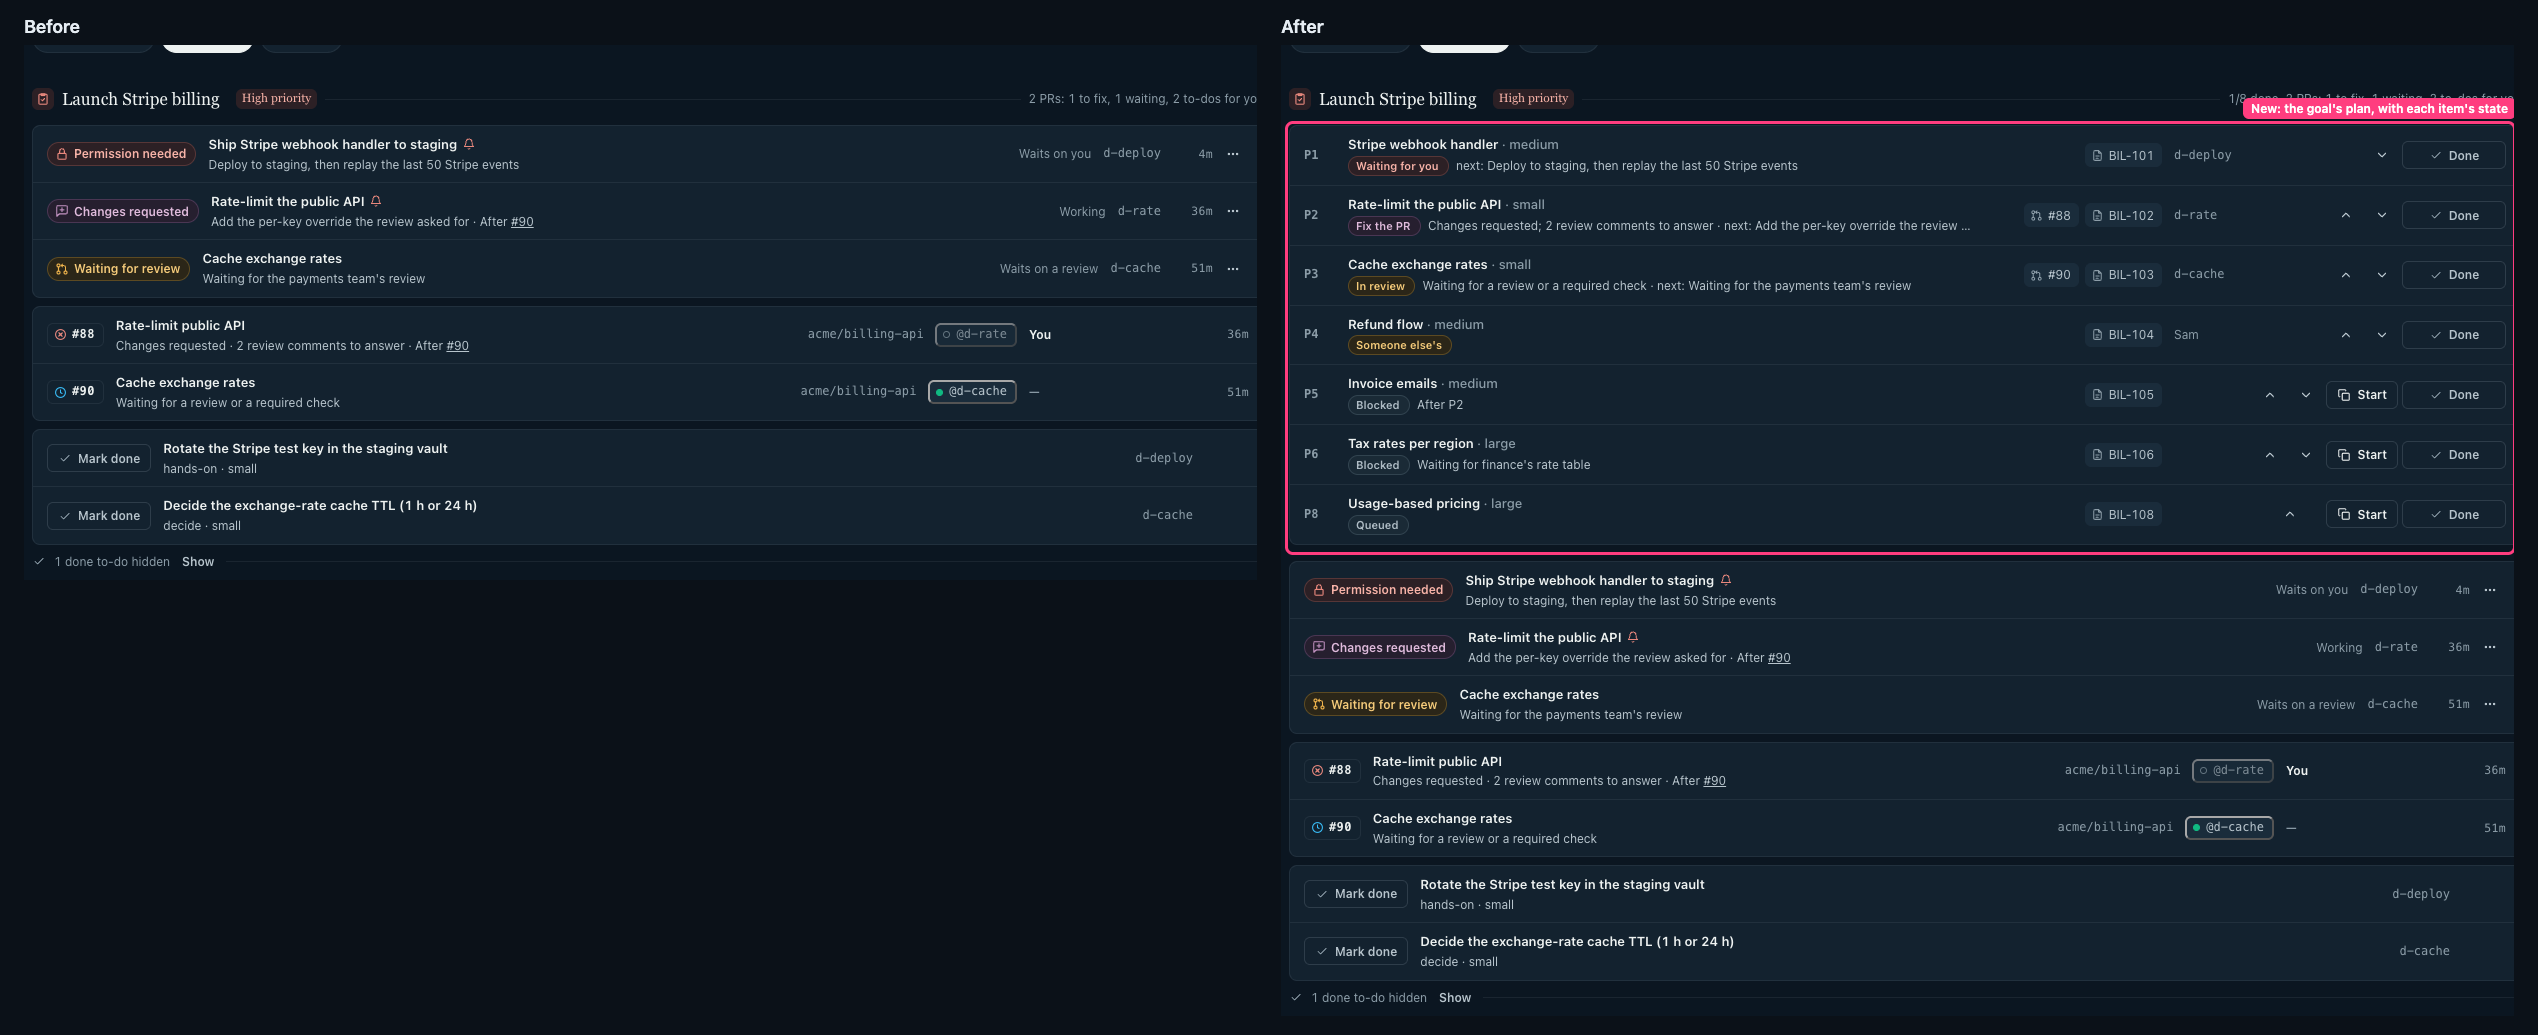 Before
Launch Stripe billing High priority 2 PRs: 1 to fix, 1 waiting, 2 to-dos for yo
Permission needed Ship Stripe webhook handler to staging Waits on you d-deploy 4m ···
Deploy to staging, then replay the last 50 Stripe events
Changes requested Rate-limit the public API Working d-rate 36m ···
Add the per-key override the review asked for · After #90
Waiting for review Cache exchange rates Waits on a review d-cache 51m ···
Waiting for the payments team's review
#88 Rate-limit public API acme/billing-api @d-rate You 36m
Changes requested · 2 review comments to answer · After #90
#90 Cache exchange rates acme/billing-api @d-cache — 51m
Waiting for a review or a required check
Mark done Rotate the Stripe test key in the staging vault d-deploy
hands-on · small
Mark done Decide the exchange-rate cache TTL (1 h or 24 h) d-cache
decide · small
1 done to-do hidden Show
After
Launch Stripe billing High priority
New: the goal's plan, with each item's state
P1 Stripe webhook handler · medium BIL-101 d-deploy Done
Waiting for you next: Deploy to staging, then replay the last 50 Stripe events
P2 Rate-limit the public API · small #88 BIL-102 d-rate Done
Fix the PR Changes requested; 2 review comments to answer · next: Add the per-key override the review ...
P3 Cache exchange rates · small #90 BIL-103 d-cache Done
In review Waiting for a review or a required check · next: Waiting for the payments team's review
P4 Refund flow · medium BIL-104 Sam Done
Someone else's
P5 Invoice emails · medium BIL-105 Start Done
Blocked After P2
P6 Tax rates per region · large BIL-106 Start Done
Blocked Waiting for finance's rate table
P8 Usage-based pricing · large BIL-108 Start Done
Queued
Permission needed Ship Stripe webhook handler to staging Waits on you d-deploy 4m ···
Deploy to staging, then replay the last 50 Stripe events
Changes requested Rate-limit the public API Working d-rate 36m ···
Add the per-key override the review asked for · After #90
Waiting for review Cache exchange rates Waits on a review d-cache 51m ···
Waiting for the payments team's review
#88 Rate-limit public API acme/billing-api @d-rate You 36m
Changes requested · 2 review comments to answer · After #90
#90 Cache exchange rates acme/billing-api @d-cache — 51m
Waiting for a review or a required check
Mark done Rotate the Stripe test key in the staging vault d-deploy
hands-on · small
Mark done Decide the exchange-rate cache TTL (1 h or 24 h) d-cache
decide · small
1 done to-do hidden Show